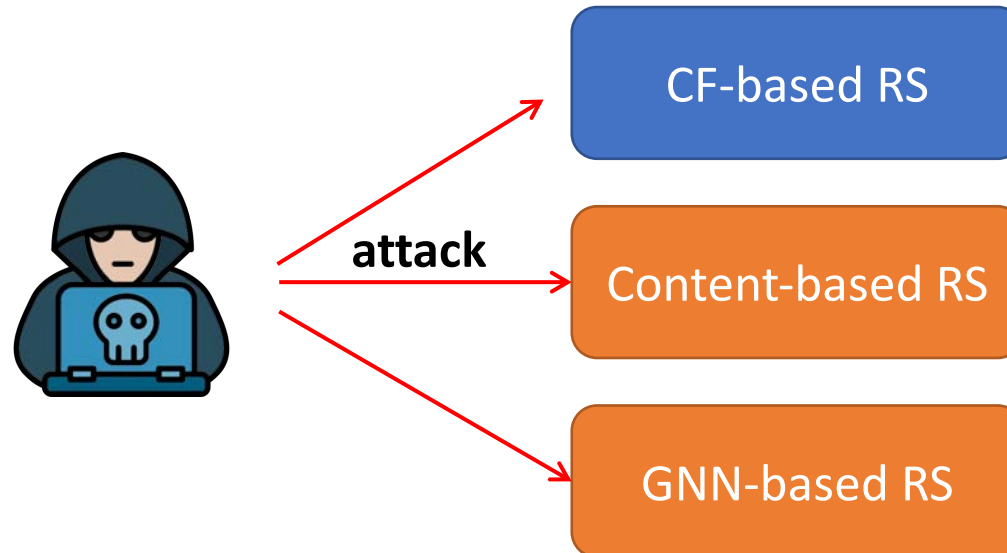 CF-based RS
attack
Content-based RS
GNN-based RS